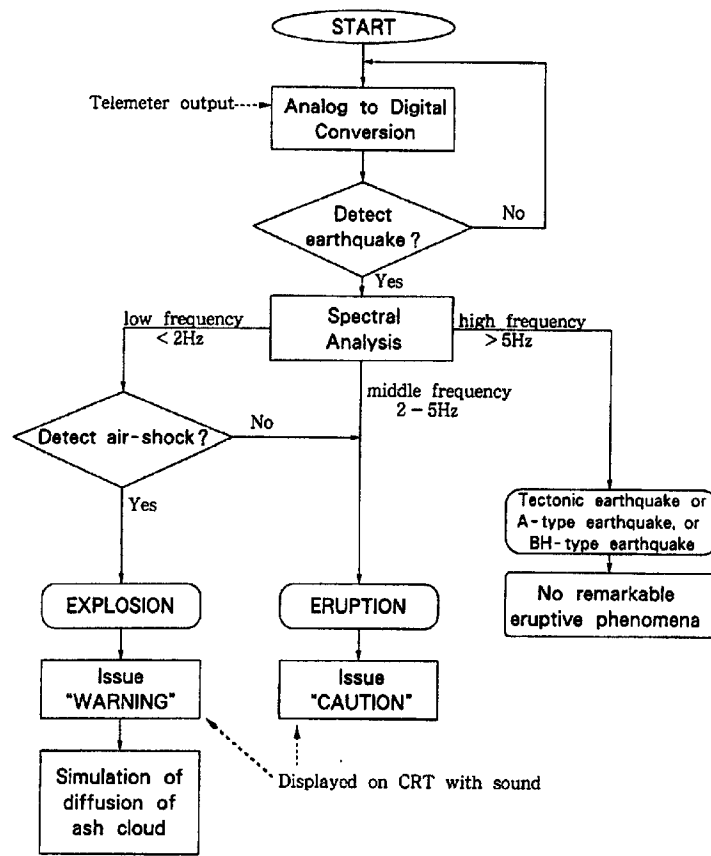 START
Telemeter output
Analog to Digital
Conversion
Detect
earthquake?
No
Yes
Spectral
Analysis
low frequency
< 2Hz
high frequency
> 5Hz
middle frequency
2 - 5Hz
Detect air-shock?
No
Yes
Tectonic earthquake or
A-type earthquake, or
BH-type earthquake
No remarkable
eruptive phenomena
EXPLOSION
ERUPTION
Issue
"WARNING"
Issue
"CAUTION"
Displayed on CRT with sound
Simulation of
diffusion of
ash cloud